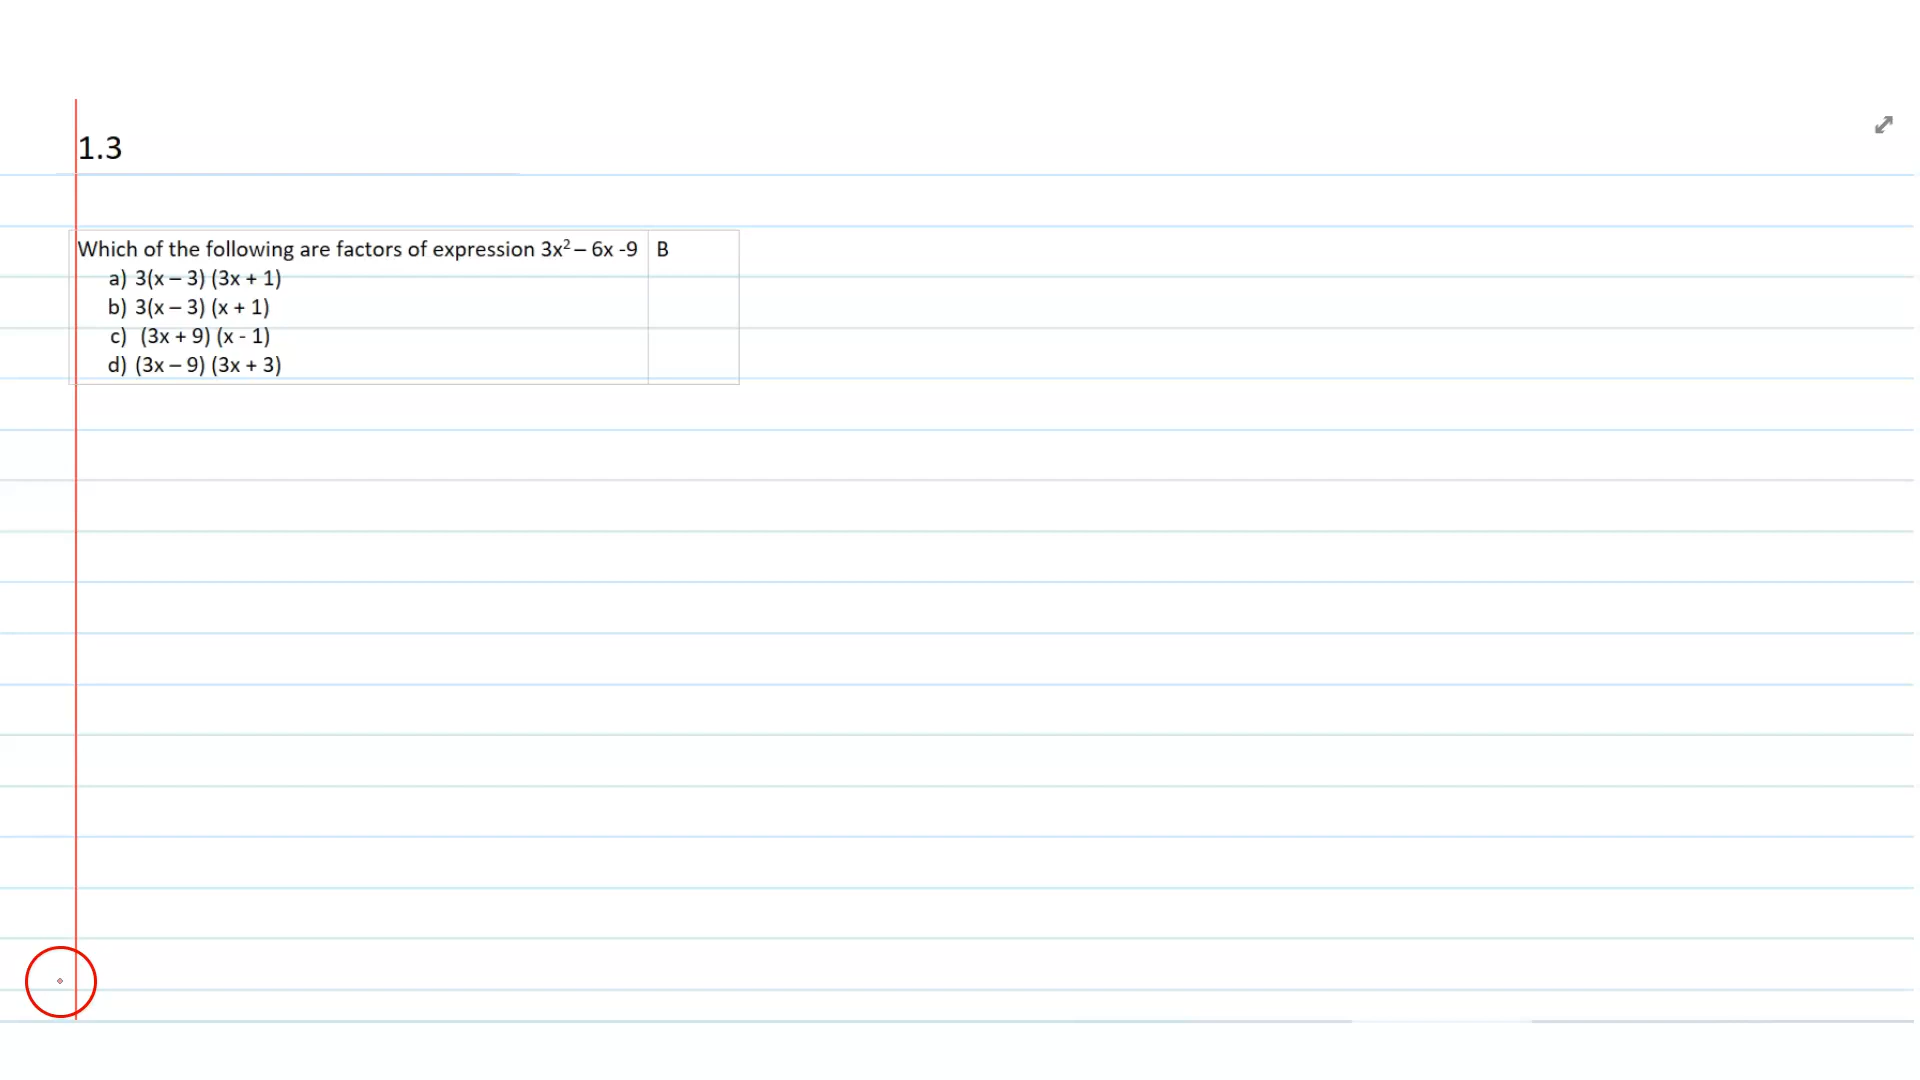 1.3
Which of the following are factors of expression 3x² – 6x -9 B
a) 3(x – 3) (3x + 1)
b) 3(x – 3) (x + 1)
c) (3x + 9) (x - 1)
d) (3x – 9) (3x + 3)